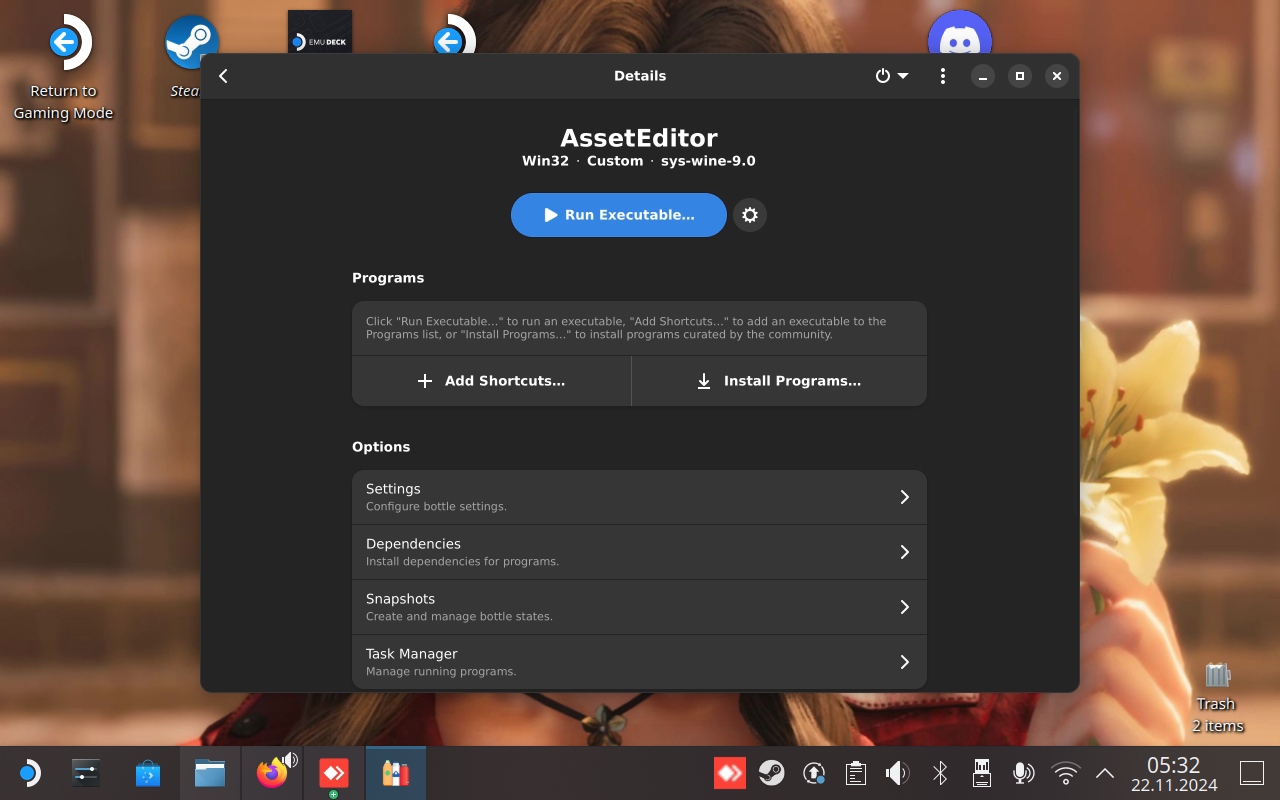 EMUDECK
Return to
Gaming Mode
Details
AssetEditor
Win32 · Custom · sys-wine-9.0
Run Executable…
Programs
Click "Run Executable…" to run an executable, "Add Shortcuts…" to add an executable to the
Programs list, or "Install Programs…" to install programs curated by the community.
Add Shortcuts…
Install Programs…
Options
Settings
Configure bottle settings.
Dependencies
Install dependencies for programs.
Snapshots
Create and manage bottle states.
Task Manager
Manage running programs.
Trash
2 items
05:32
22.11.2024